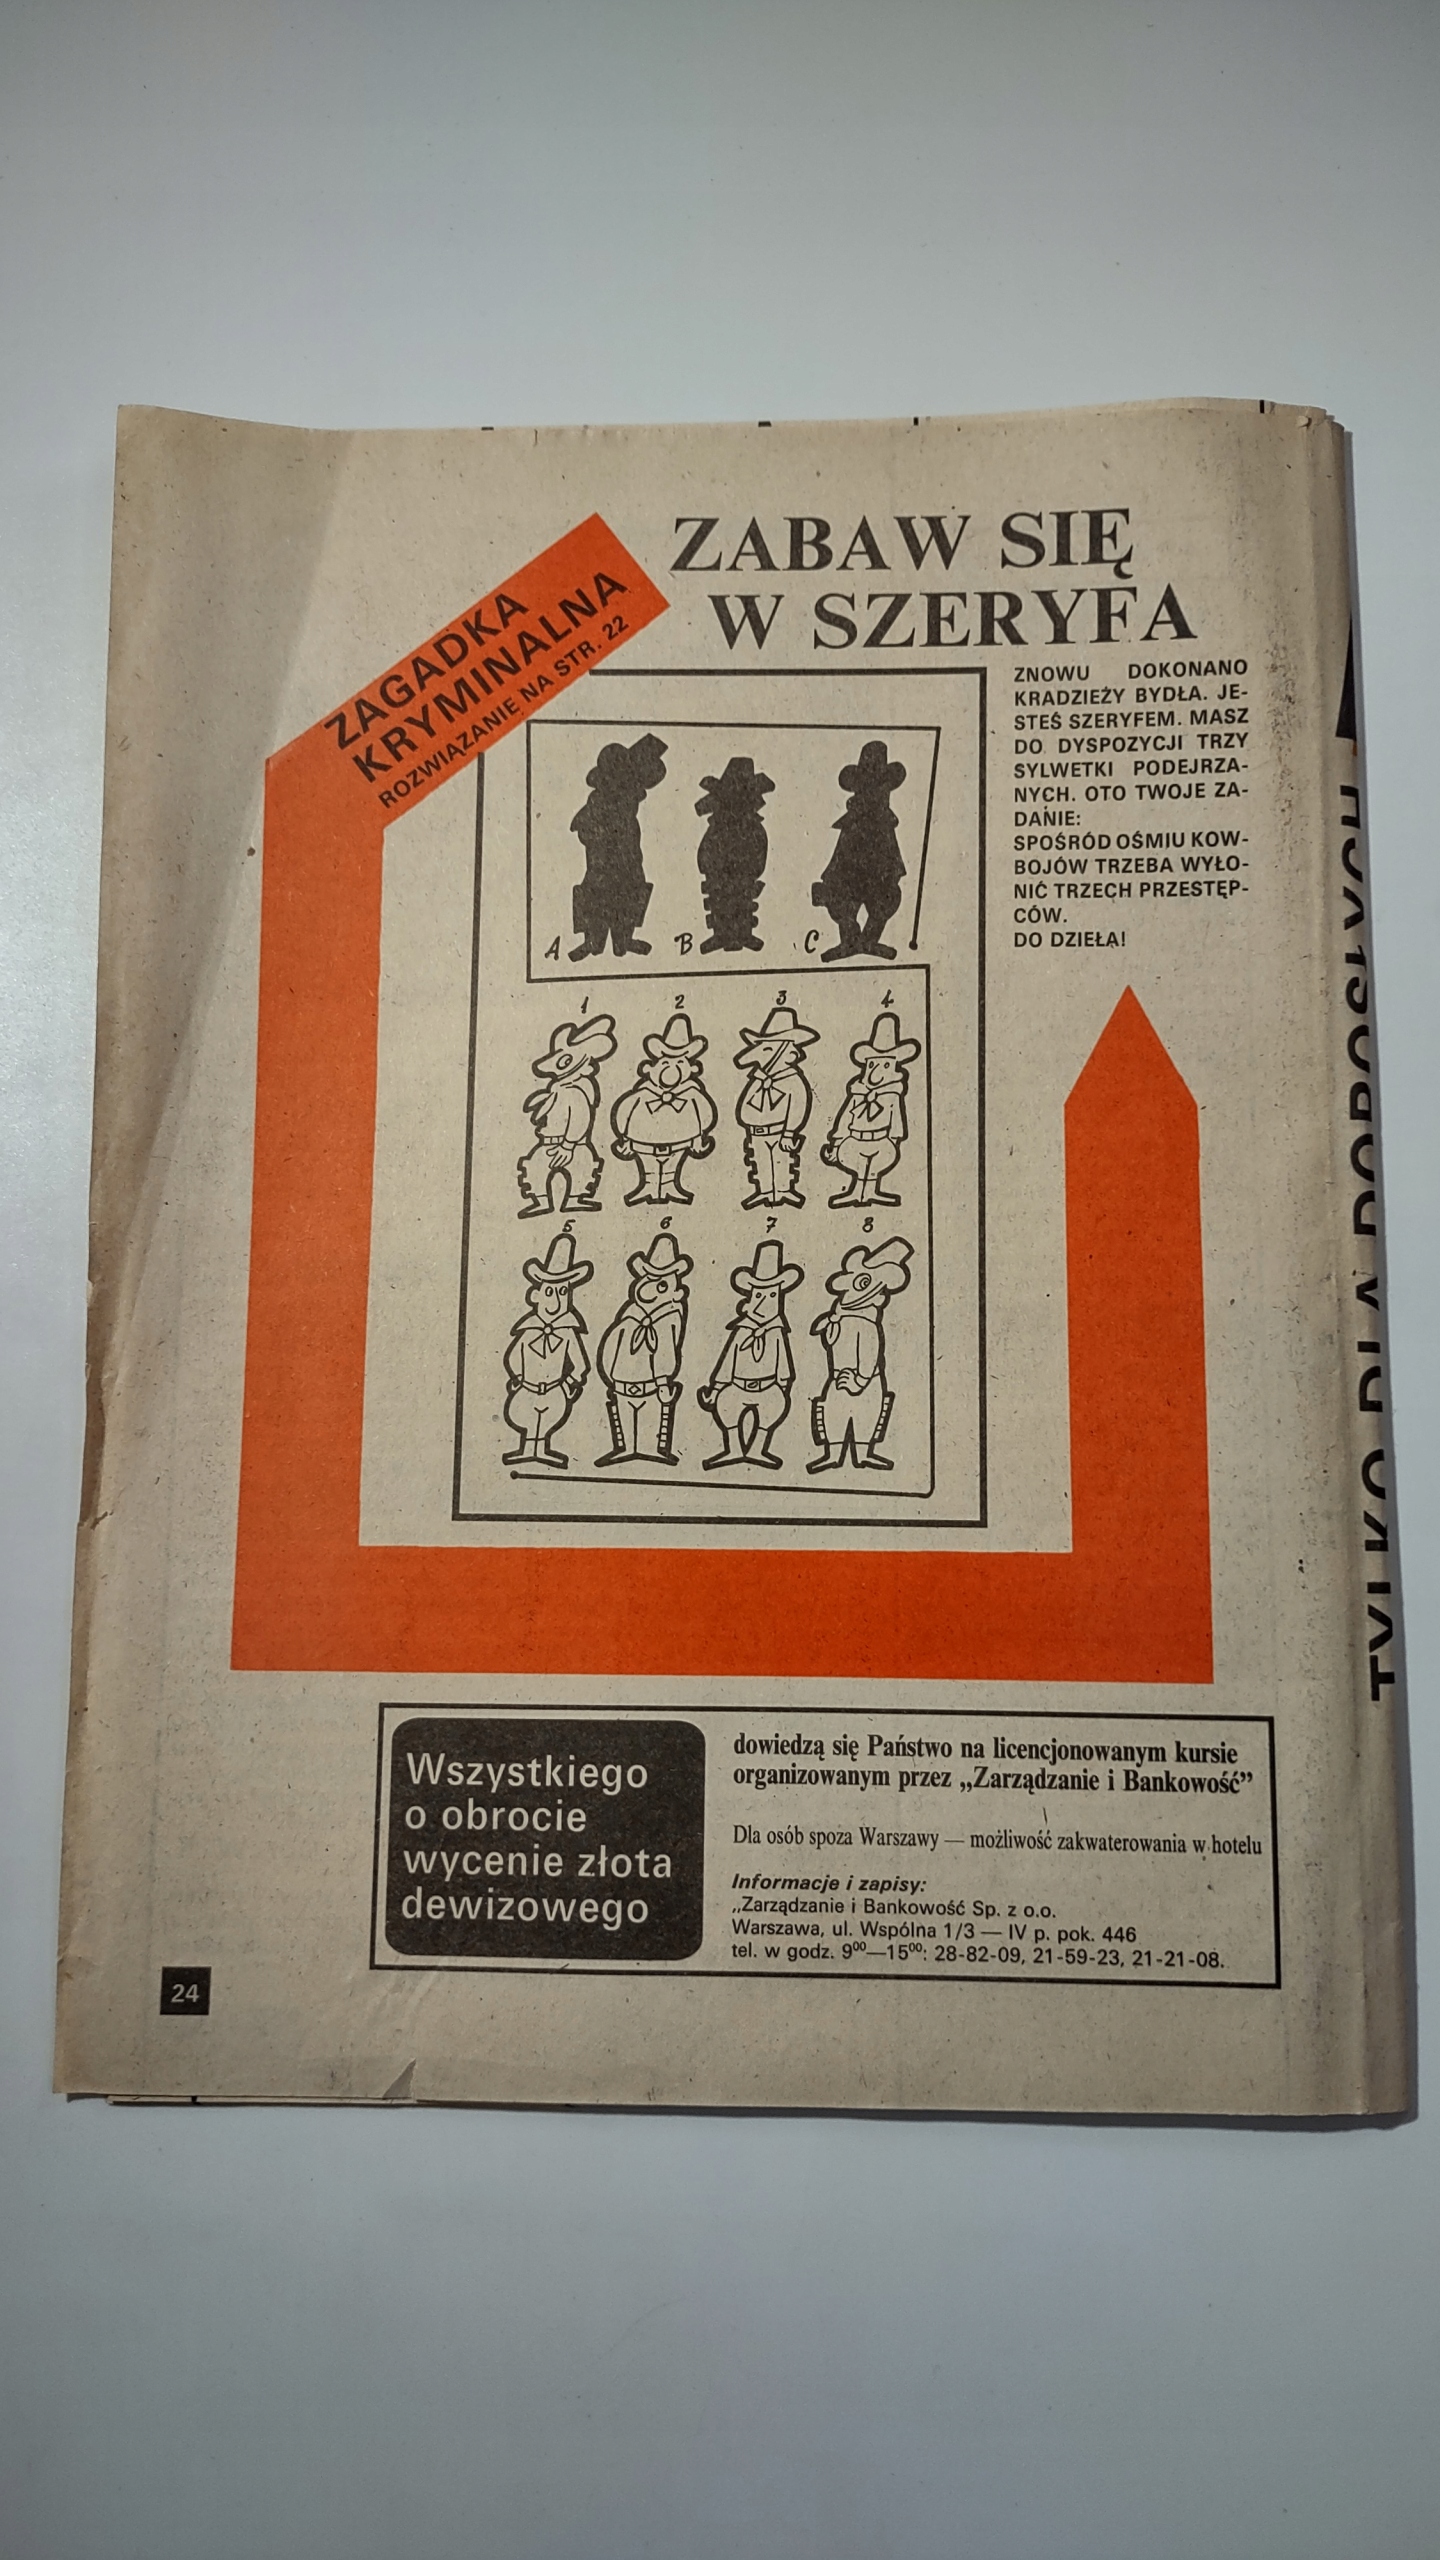 ZAGADKA
KRYMINALNA
ROZWIĄZANIE NA STR. 22
ZABAW SIĘ
W SZERYFA
ZNOWU DOKONANO
KRADZIEŻY BYDŁA. JE-
STEŚ SZERYFEM. MASZ
DO DYSPOZYCJI TRZY
SYLWETKI PODEJRZA-
NYCH. OTO TWOJE ZA-
DANIE:
SPOŚRÓD OŚMIU KOW-
BOJÓW TRZEBA WYŁO-
NIĆ TRZECH PRZESTĘP-
CÓW.
DO DZIEŁA!
A B C
1 2 3 4
5 6 7 8
Wszystkiego
o obrocie
wycenie złota
dewizowego
dowiedzą się Państwo na licencjonowanym kursie
organizowanym przez „Zarządzanie i Bankowość”
Dla osób spoza Warszawy — możliwość zakwaterowania w hotelu
Informacje i zapisy:
„Zarządzanie i Bankowość Sp. z o.o.
Warszawa, ul. Wspólna 1/3 — IV p. pok. 446
tel. w godz. 9⁰⁰—15⁰⁰: 28-82-09, 21-59-23, 21-21-08.
24
TYLKO DLA DOROSŁYCH